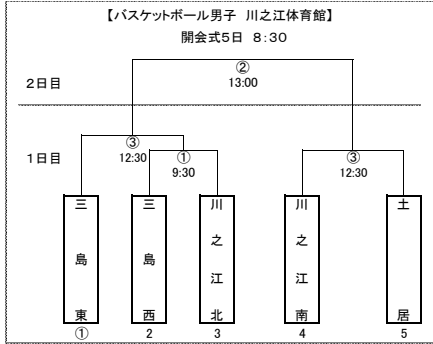 【バスケットボール男子 川之江体育館】
開会式5日 8:30
②
2日目
13:00
③
①
③
1日目
12:30
9:30
12:30
三島東
三島西
川之江北
川之江南
土居
① 2 3 4 5